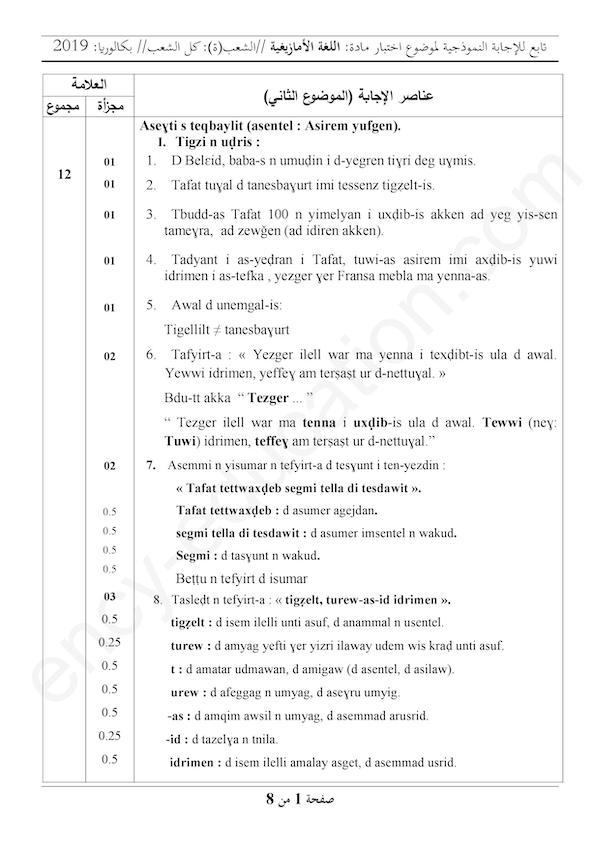 تابع للإجابة النموذجية لموضوع اختبار مادة: اللغة الأمازيغية //الشعب(ة): كل الشعب// بكالوريا: 2019
العلامة
عناصر الإجابة (الموضوع الثاني)
مجموع
مجزأة
Aseɣti s teqbaylit (asentel : Asirem yufgen).
I. Tigzi n uḍris :
12
01
1. D Belɛid, baba-s n umuḍin i d-yegren tiɣri deg uɣmis.
01
2. Tafat tuɣal d tanesbaɣurt imi tessenz tigẓelt-is.
01
3. Tbudd-as Tafat 100 n yimelyan i uxḍib-is akken ad yeg yis-sen
tameɣra, ad zewǧen (ad idiren akken).
01
4. Tadyant i as-yeḍran i Tafat, tuwi-as asirem imi axḍib-is yuwi
idrimen i as-tefka , yezger ɣer Fransa mebla ma yenna-as.
01
5. Awal d unemgal-is:
Tigellilt ≠ tanesbaɣurt
02
6. Tafyirt-a : « Yezger ilell war ma yenna i texḍibt-is ula d awal.
Yewwi idrimen, yeffeɣ am terṣaṣt ur d-nettuɣal. »
Bdu-tt akka “ Tezger ... ”
“ Tezger ilell war ma tenna i uxḍib-is ula d awal. Tewwi (neɣ:
Tuwi) idrimen, teffeɣ am terṣaṣt ur d-nettuɣal.”
02
7. Asemmi n yisumar n tefyirt-a d tesɣunt i ten-yezdin :
« Tafat tettwaxḍeb segmi tella di tesdawit ».
0.5
Tafat tettwaxḍeb : d asumer agejdan.
0.5
segmi tella di tesdawit : d asumer imsentel n wakud.
0.5
Segmi : d tasɣunt n wakud.
0.5
Beṭṭu n tefyirt d isumar
03
8. Tasleḍt n tefyirt-a : « tigẓelt, turew-as-id idrimen ».
0.5
tigẓelt : d isem ilelli unti asuf, d anammal n usentel.
0.25
turew : d amyag yefti ɣer yizri ilaway udem wis kraḍ unti asuf.
0.5
t : d amatar udmawan, d amigaw (d asentel, d asilaw).
0.5
urew : d afeggag n umyag, d aseɣru umyig.
0.5
-as : d amqim awsil n umyag, d asemmad arusrid.
0.25
-id : d tazelɣa n tnila.
0.5
idrimen : d isem ilelli amalay asget, d asemmad usrid.
صفحة 1 من 8
ency-education.com